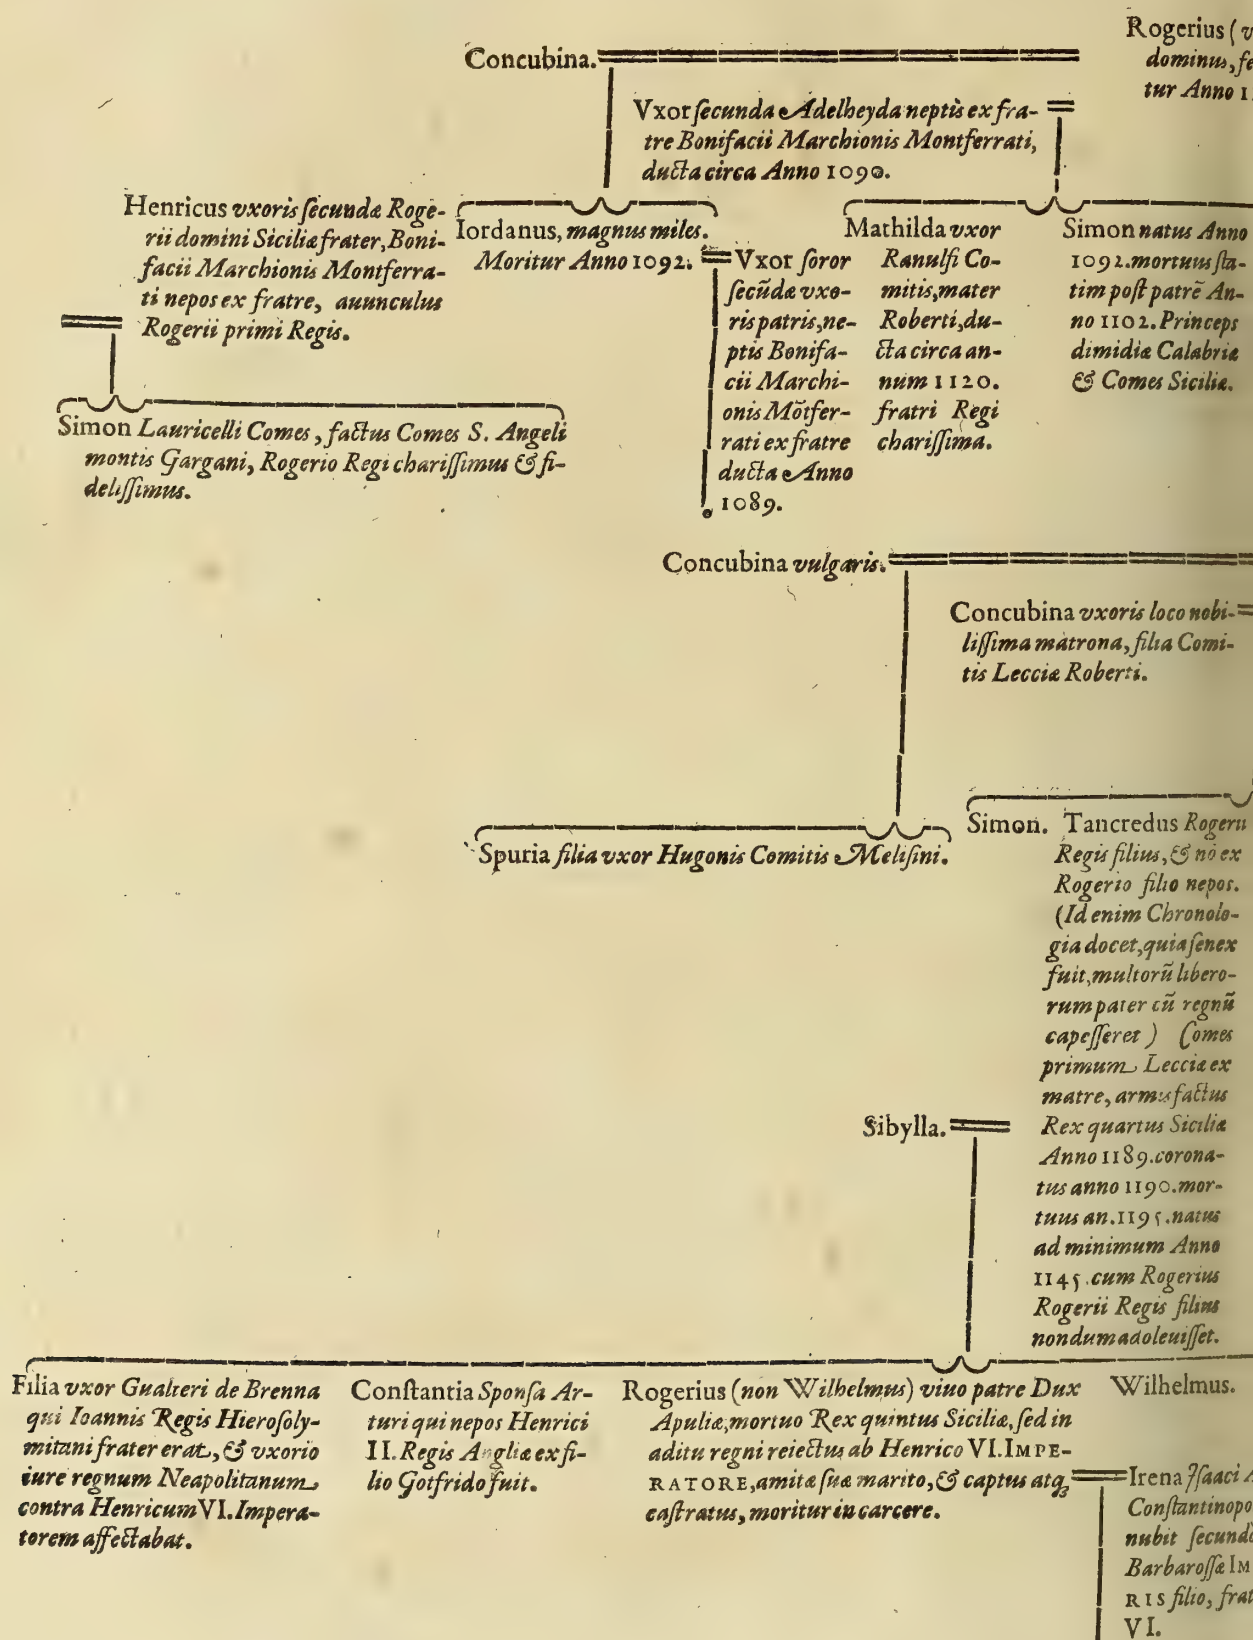 Rogerius (v
dominus, fe
tur Anno 1
Concubina.
Vxor ſecunda Adelheyda neptis ex fra-
tre Bonifacii Marchionis Montferrati,
ducta circa Anno 1090.
Henricus vxoris ſecundæ Roge-
rii domini Siciliæ frater, Boni-
facii Marchionis Montferra-
ti nepos ex fratre, auunculus
Rogerii primi Regis.
Iordanus, magnus miles.
Moritur Anno 1092.
Vxor ſoror
ſecūdæ vxo-
ris patris, ne-
ptis Bonifa-
cii Marchi-
onis Mōtfer-
rati ex fratre
ducta Anno
1089.
Mathilda vxor
Ranulfi Co-
mitis, mater
Roberti, du-
cta circa an-
num 1120.
fratri Regi
chariſſima.
Simon natus Anno
1092. mortuus ſta-
tim poſt patrē An-
no 1102. Princeps
dimidiæ Calabriæ
& Comes Siciliæ.
Simon Lauricelli Comes, factus Comes S. Angeli
montis Gargani, Rogerio Regi chariſſimus & fi-
deliſſimus.
Concubina vulgaris.
Concubina vxoris loco nobi-
liſſima matrona, filia Comi-
tis Lecciæ Roberti.
Spuria filia vxor Hugonis Comitis Meliſini.
Simon.
Tancredus Rogerii
Regis filius, & nō ex
Rogerio filio nepos.
(Id enim Chronolo-
gia docet, quia ſenex
fuit, multorū libero-
rum pater cū regnū
capeſſeret) Comes
primum Lecciæ ex
matre, armis factus
Rex quartus Siciliæ
Anno 1189. corona-
tus anno 1190. mor-
tuus an. 1195. natus
ad minimum Anno
1145. cum Rogerius
Rogerii Regis filius
nondum adoleuiſſet.
Sibylla.
Filia vxor Gualteri de Brenna
qui Ioannis Regis Hieroſoly-
mitani frater erat, & vxorio
iure regnum Neapolitanum
contra Henricum VI. Impera-
torem affectabat.
Conſtantia Sponſa Ar-
turi qui nepos Henrici
II. Regis Angliæ ex fi-
lio Gotfrido fuit.
Rogerius (non Wilhelmus) viuo patre Dux
Apuliæ, mortuo Rex quintus Siciliæ, ſed in
aditu regni reiectus ab Henrico VI. IMPE-
RATORE, amitæ ſuæ marito, & captus atq;
caſtratus, moritur in carcere.
Wilhelmus.
Irena Iſaaci A
Conſtantinopo
nubit ſecundò
Barbaroſſæ IM
RIS filio, frat
VI.